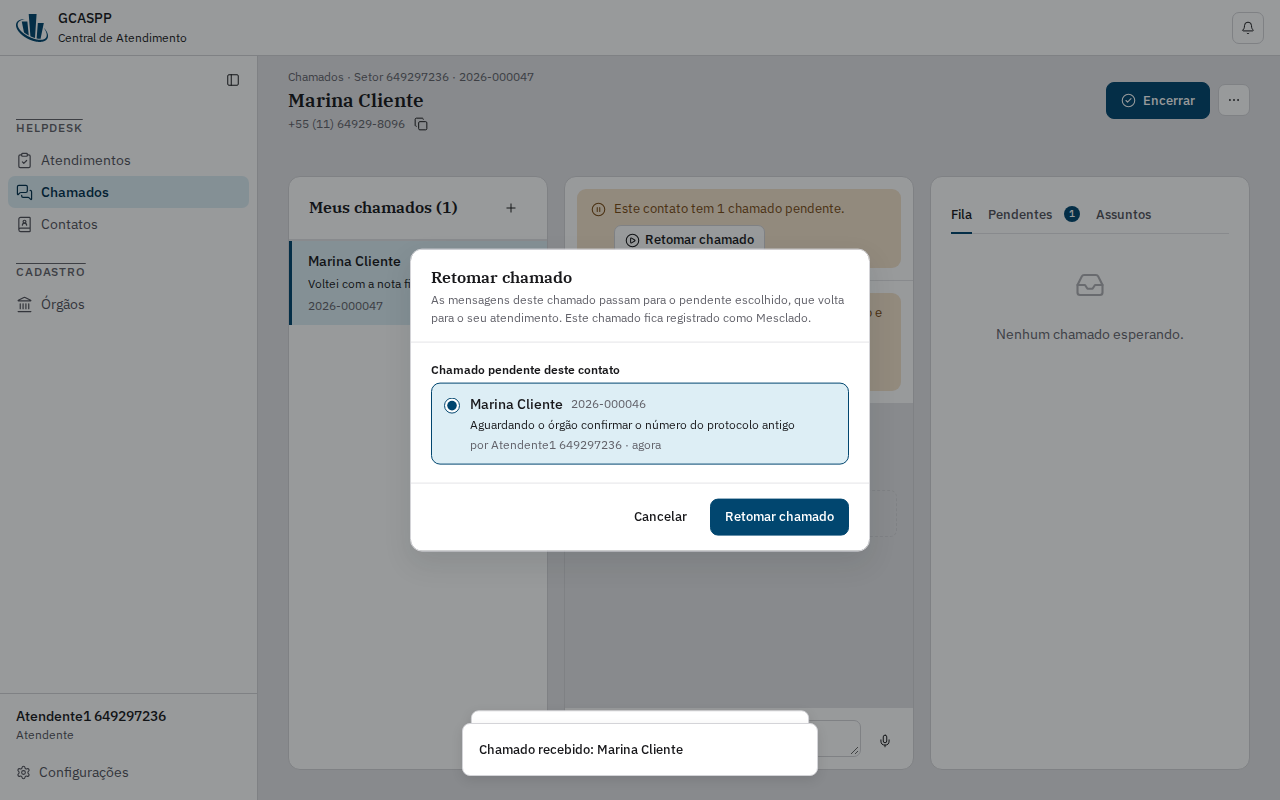 GCASPP
Central de Atendimento
HELPDESK
Atendimentos
Chamados
Contatos
CADASTRO
Órgãos
Atendente1 649297236
Atendente
Configurações
Chamados · Setor 649297236 · 2026-000047
Marina Cliente
+55 (11) 64929-8096
Encerrar
Meus chamados (1)
Marina Cliente
Voltei com a nota
2026-000047
Este contato tem 1 chamado pendente.
Retomar chamado
e
Fila
Pendentes 1
Assuntos
Nenhum chamado esperando.
Retomar chamado
As mensagens deste chamado passam para o pendente escolhido, que volta
para o seu atendimento. Este chamado fica registrado como Mesclado.
Chamado pendente deste contato
Marina Cliente 2026-000046
Aguardando o órgão confirmar o número do protocolo antigo
por Atendente1 649297236 · agora
Cancelar
Retomar chamado
Chamado recebido: Marina Cliente